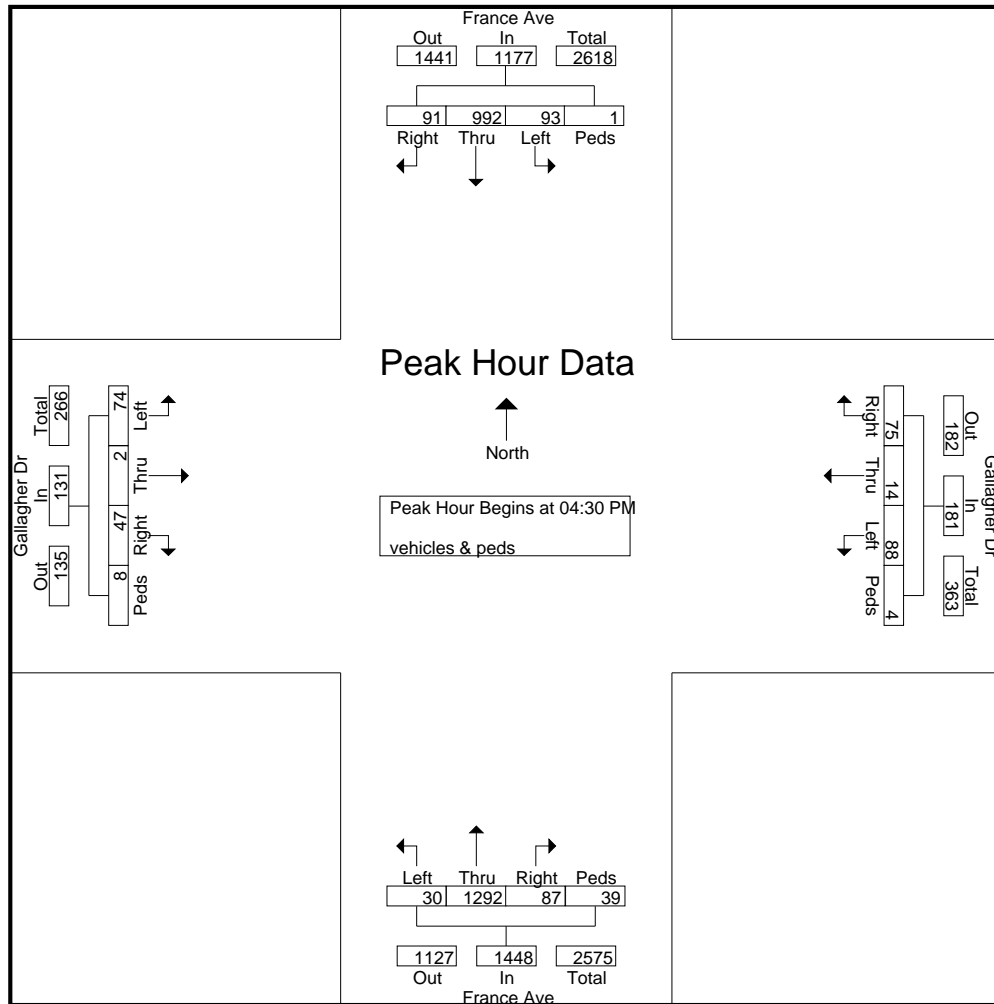 France Ave
Out In Total
1441 1177 2618
91 992 93 1
Right Thru Left Peds
Peak Hour Data
North
Peak Hour Begins at 04:30 PM
vehicles & peds
Gallagher Dr
Out In Total
135 131 266
8 47 2 74
Peds Right Thru Left
Gallagher Dr
Out In Total
182 181 363
75 14 88 4
Right Thru Left Peds
Left Thru Right Peds
30 1292 87 39
1127 1448 2575
Out In Total
France Ave